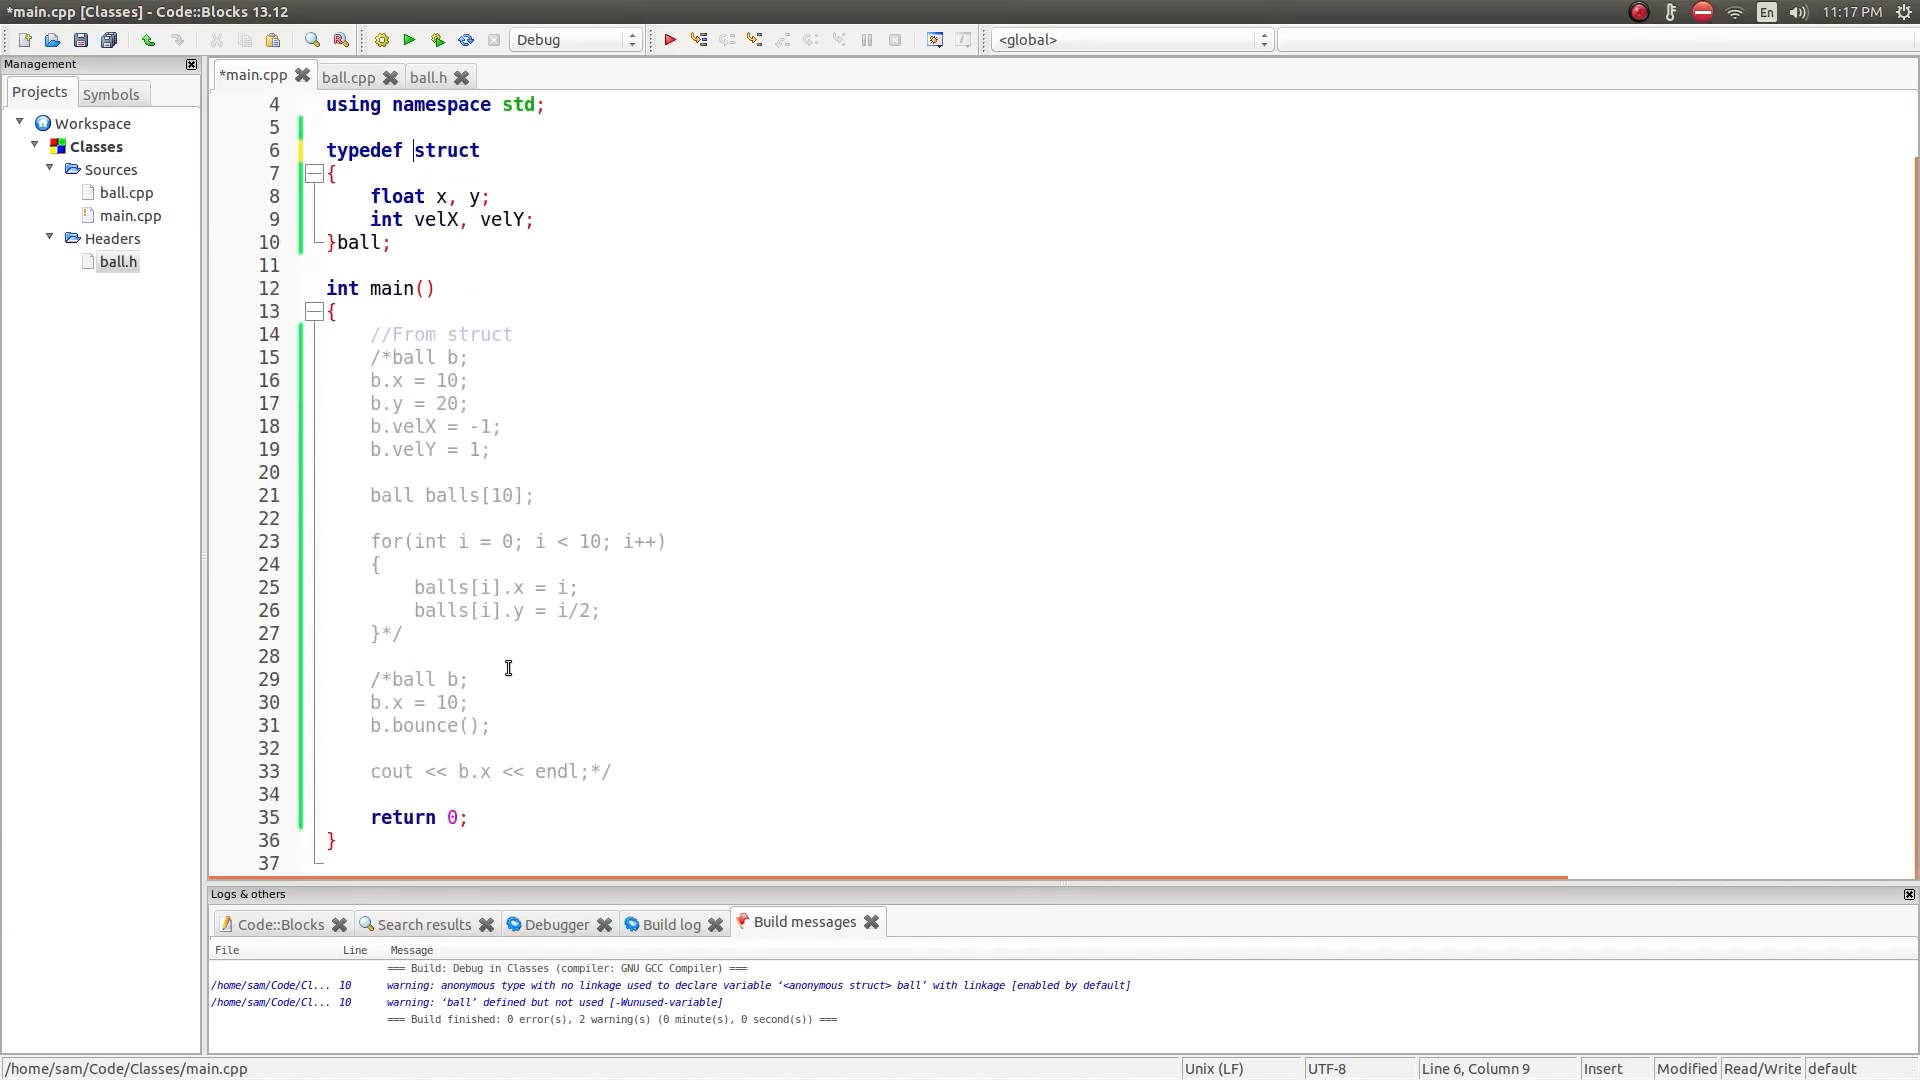 *main.cpp [Classes] - Code::Blocks 13.12
En
11:17 PM
Debug
<global>
Management
Projects
Symbols
Workspace
Classes
Sources
ball.cpp
main.cpp
Headers
ball.h
*main.cpp
ball.cpp
ball.h
4 using namespace std;
5
6 typedef struct
7 {
8 float x, y;
9 int velX, velY;
10 }ball;
11
12 int main()
13 {
14 //From struct
15 /*ball b;
16 b.x = 10;
17 b.y = 20;
18 b.velX = -1;
19 b.velY = 1;
20
21 ball balls[10];
22
23 for(int i = 0; i < 10; i++)
24 {
25 balls[i].x = i;
26 balls[i].y = i/2;
27 }*/
28
29 /*ball b;
30 b.x = 10;
31 b.bounce();
32
33 cout << b.x << endl;*/
34
35 return 0;
36 }
37
Logs & others
Code::Blocks
Search results
Debugger
Build log
Build messages
File Line Message
=== Build: Debug in Classes (compiler: GNU GCC Compiler) ===
/home/sam/Code/Cl... 10 warning: anonymous type with no linkage used to declare variable ‘<anonymous struct> ball’ with linkage [enabled by default]
/home/sam/Code/Cl... 10 warning: ‘ball’ defined but not used [-Wunused-variable]
=== Build finished: 0 error(s), 2 warning(s) (0 minute(s), 0 second(s)) ===
/home/sam/Code/Classes/main.cpp
Unix (LF)
UTF-8
Line 6, Column 9
Insert
Modified
Read/Write
default